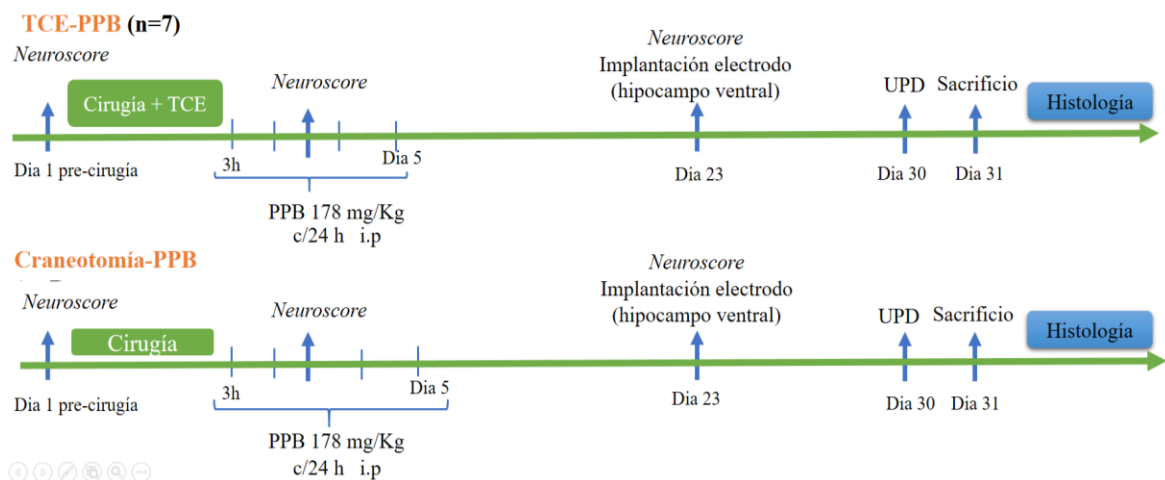 TCE-PPB (n=7)
Neuroscore
Cirugía + TCE
Neuroscore
Neuroscore
Implantación electrodo
(hipocampo ventral)
UPD
Sacrificio
Histología
Dia 1 pre-cirugía
3h
Dia 5
Dia 23
Dia 30
Dia 31
PPB 178 mg/Kg
c/24 h i.p
Craneotomía-PPB
Neuroscore
Cirugía
Neuroscore
Neuroscore
Implantación electrodo
(hipocampo ventral)
UPD
Sacrificio
Histología
Dia 1 pre-cirugía
3h
Dia 5
Dia 23
Dia 30
Dia 31
PPB 178 mg/Kg
c/24 h i.p